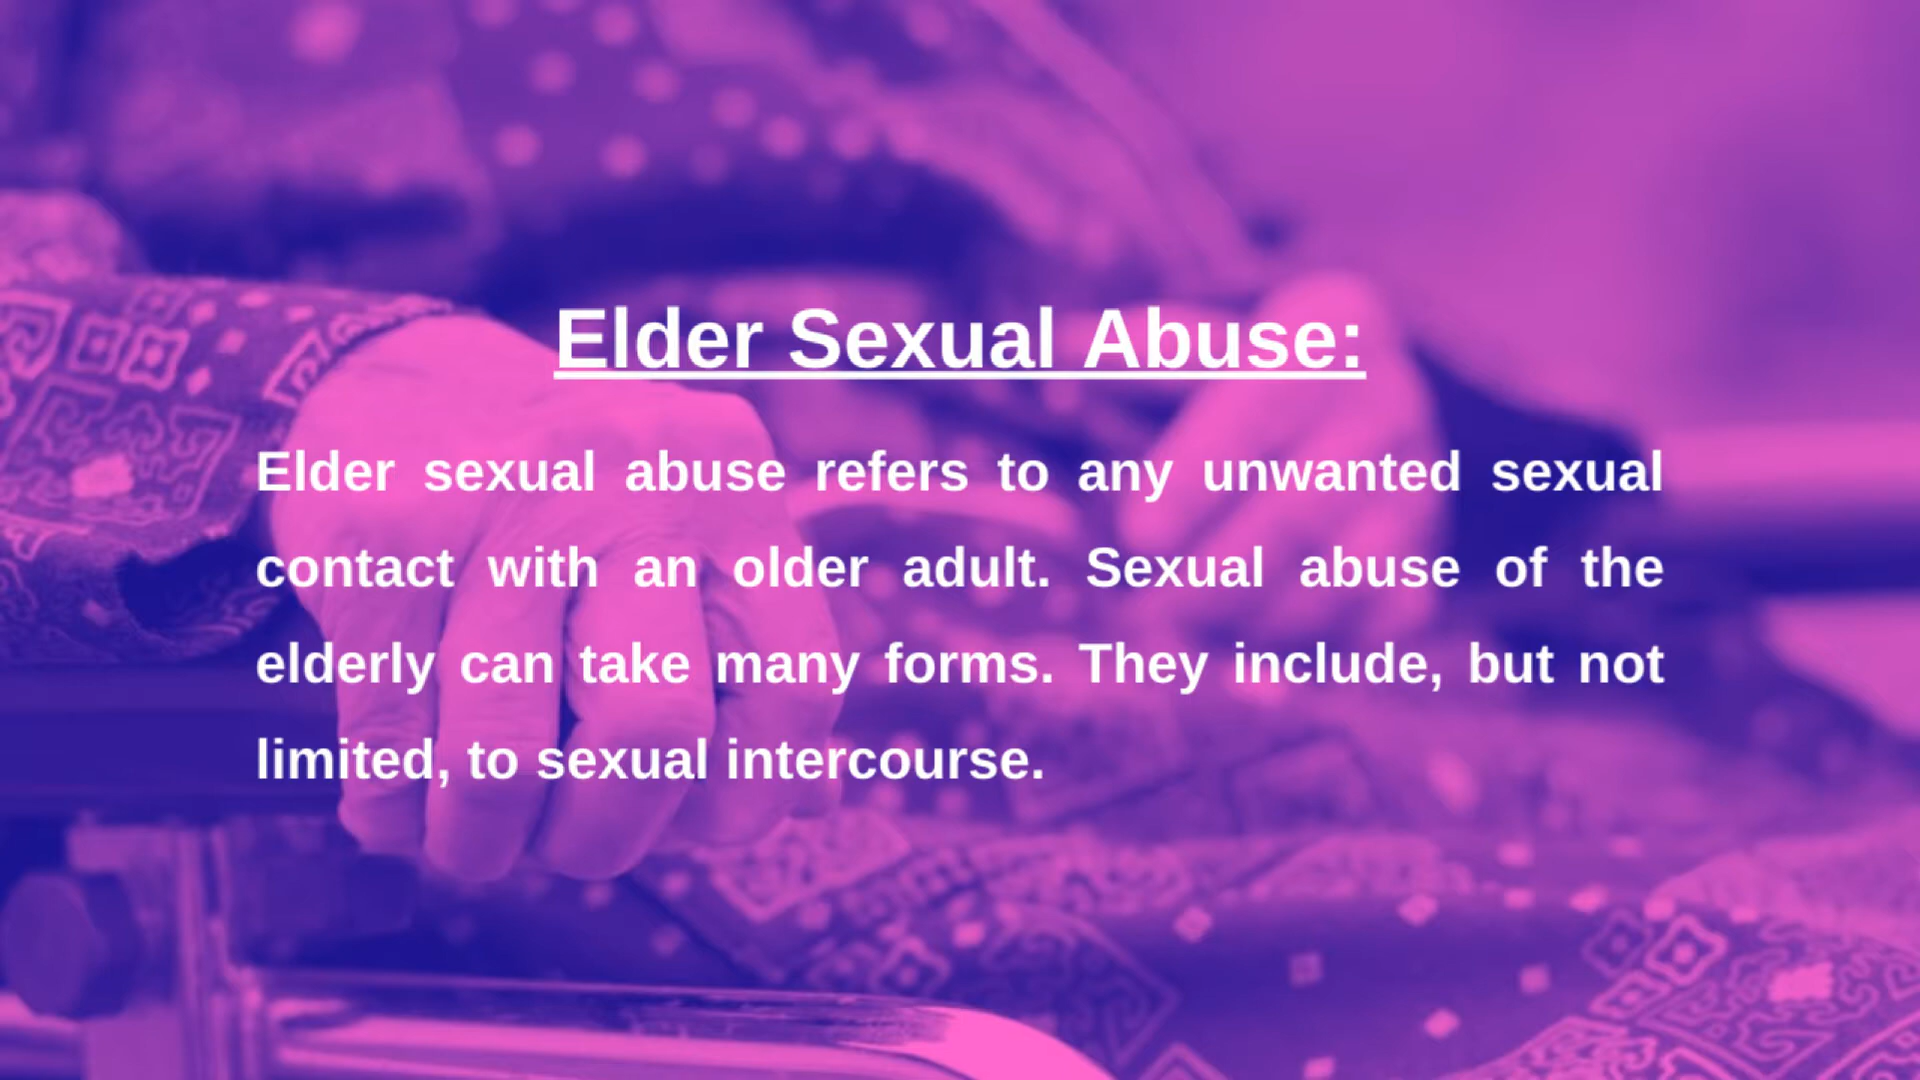 Elder Sexual Abuse:
Elder sexual abuse refers to any unwanted sexual
contact with an older adult. Sexual abuse of the
elderly can take many forms. They include, but not
limited, to sexual intercourse.